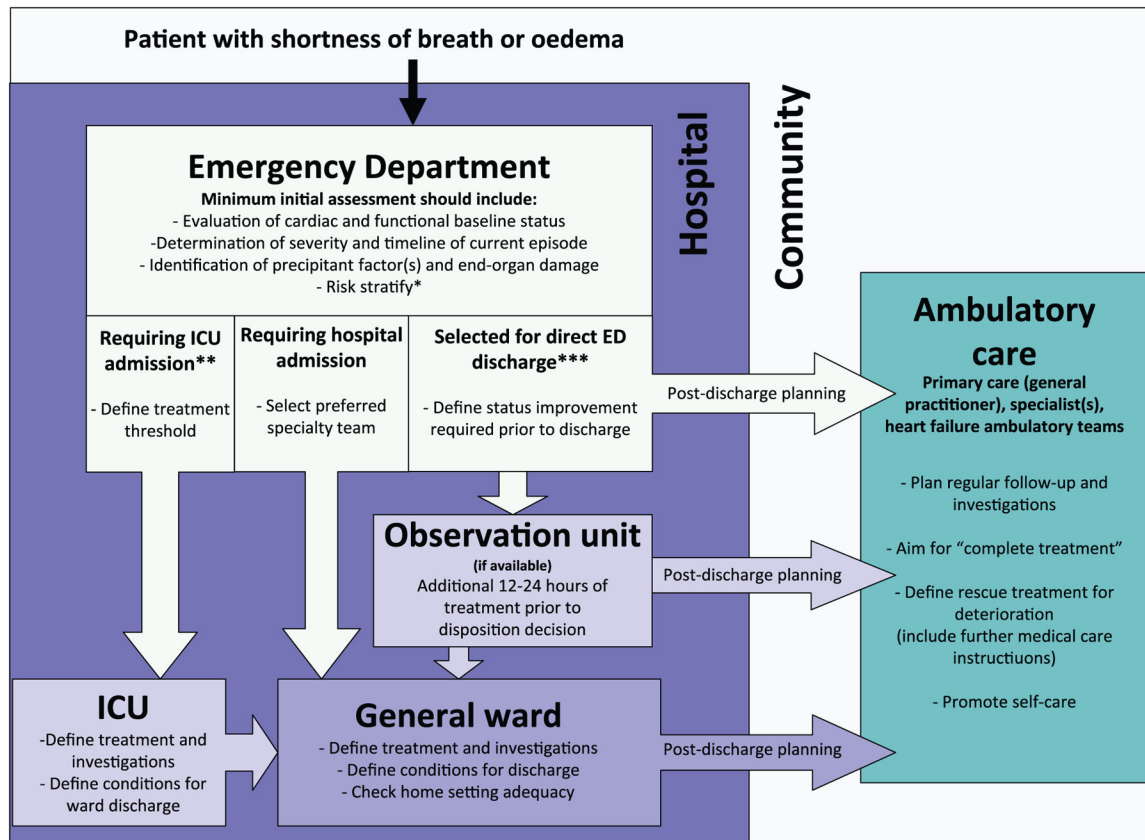 Patient with shortness of breath or oedema
Hospital
Community
Emergency Department
Minimum initial assessment should include:
- Evaluation of cardiac and functional baseline status
-Determination of severity and timeline of current episode
- Identification of precipitant factor(s) and end-organ damage
- Risk stratify*
Requiring ICU
admission**
- Define treatment
threshold
Requiring hospital
admission
- Select preferred
specialty team
Selected for direct ED
discharge***
- Define status improvement
required prior to discharge
Post-discharge planning
Observation unit
(if available)
Additional 12-24 hours of
treatment prior to
disposition decision
Post-discharge planning
ICU
-Define treatment and
investigations
- Define conditions for
ward discharge
General ward
- Define treatment and investigations
- Define conditions for discharge
- Check home setting adequacy
Post-discharge planning
Ambulatory
care
Primary care (general
practitioner), specialist(s),
heart failure ambulatory teams
- Plan regular follow-up and
investigations
- Aim for “complete treatment”
- Define rescue treatment for
deterioration
(include further medical care
instructiuons)
- Promote self-care